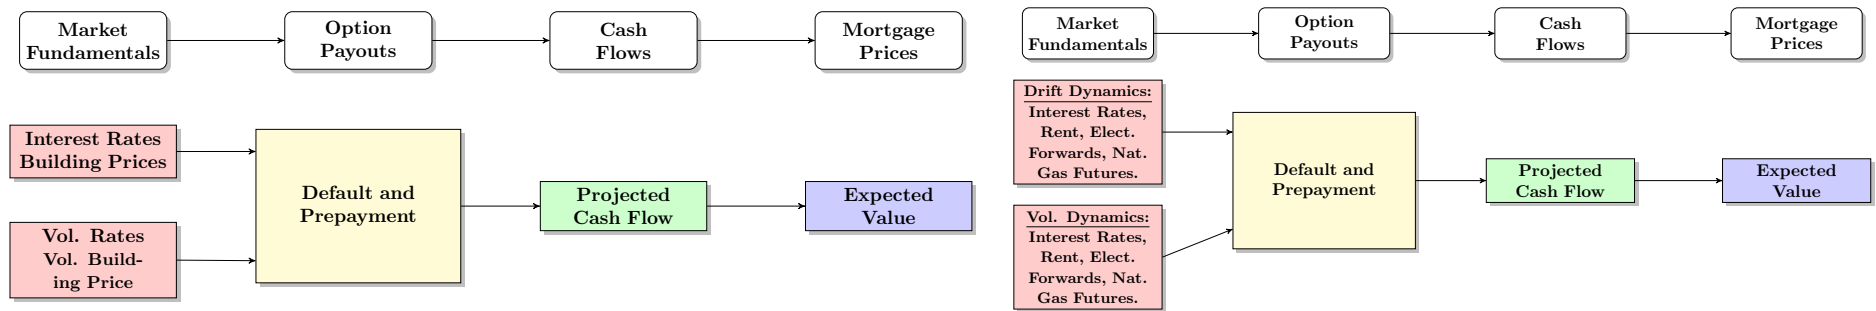 Market
Fundamentals
Option
Payouts
Cash
Flows
Mortgage
Prices
Interest Rates
Building Prices
Vol. Rates
Vol. Build-
ing Price
Default and
Prepayment
Projected
Cash Flow
Expected
Value
Market
Fundamentals
Option
Payouts
Cash
Flows
Mortgage
Prices
Drift Dynamics:
Interest Rates,
Rent, Elect.
Forwards, Nat.
Gas Futures.
Vol. Dynamics:
Interest Rates,
Rent, Elect.
Forwards, Nat.
Gas Futures.
Default and
Prepayment
Projected
Cash Flow
Expected
Value